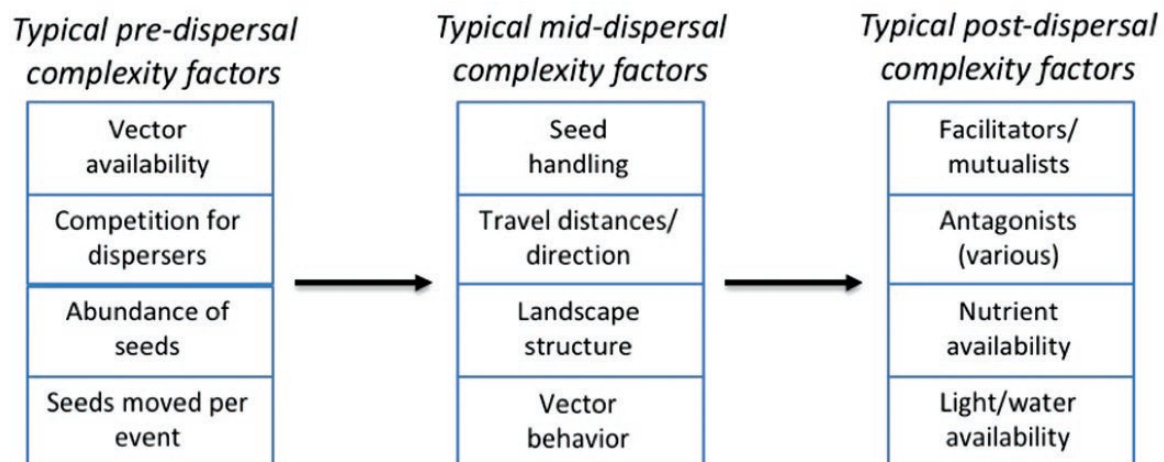 Typical pre-dispersal
complexity factors
Vector
availability
Competition for
dispersers
Abundance of
seeds
Seeds moved per
event
Typical mid-dispersal
complexity factors
Seed
handling
Travel distances/
direction
Landscape
structure
Vector
behavior
Typical post-dispersal
complexity factors
Facilitators/
mutualists
Antagonists
(various)
Nutrient
availability
Light/water
availability